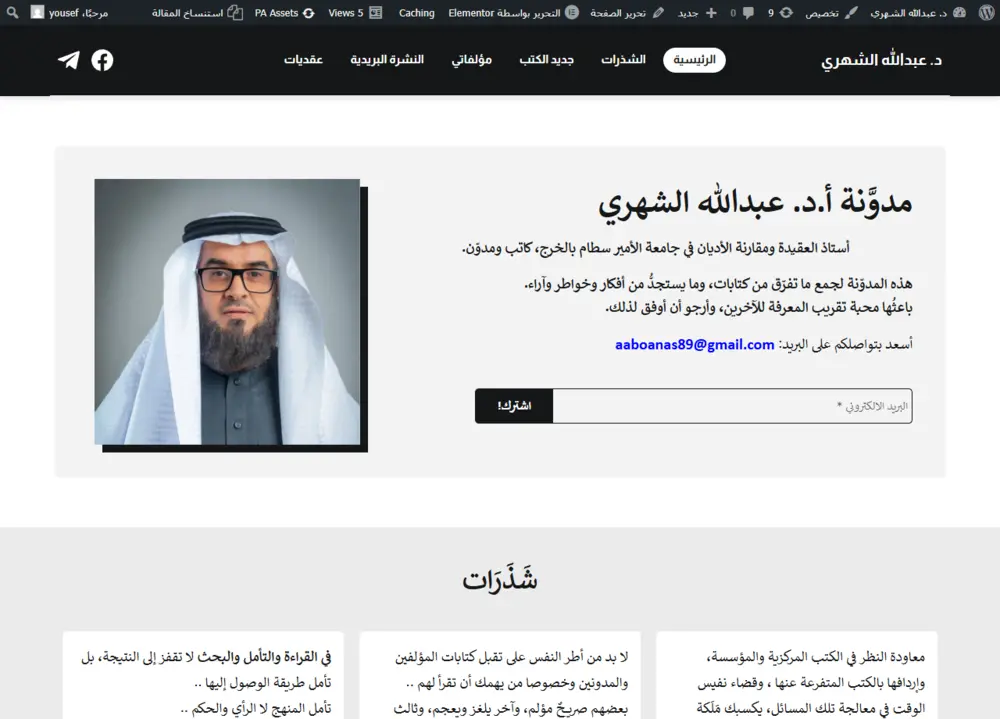 د. عبدالله الشهري تخصيص 9 0 جديد تحرير الصفحة التحرير بواسطة Elementor Caching Views 5 PA Assets استنساخ المقالة مرحبًا، yousef
د. عبدالله الشهري الرئيسية الشذرات جديد الكتب مؤلفاتي النشرة البريدية عقديات
مدوَّنة أ.د. عبدالله الشهري
أستاذ العقيدة ومقارنة الأديان في جامعة الأمير سطام بالخرج، كاتب ومدوّن.
هذه المدوّنة لجمع ما تفرّق من كتابات، وما يستجدُّ من أفكار وخواطر وآراء.
باعثُها محبة تقريب المعرفة للآخرين، وأرجو أن أوفق لذلك.
أسعد بتواصلكم على البريد: aaboanas89@gmail.com
البريد الالكتروني * اشترك!
شَذَرَات
معاودة النظر في الكتب المركزية والمؤسسة،
وإردافها بالكتب المتفرعة عنها ، وقضاء نفيس
الوقت في معالجة تلك المسائل، يكسبك مَلَكة
لا بد من أطر النفس على تقبل كتابات المؤلفين
والمدونين وخصوصا من يهمك أن تقرأ لهم ..
بعضهم صريحٌ مؤلم، وآخر يلغز ويعجم، وثالث
في القراءة والتأمل والبحث لا تقفز إلى النتيجة، بل
تأمل طريقة الوصول إليها ..
تأمل المنهج لا الرأي والحكم ..